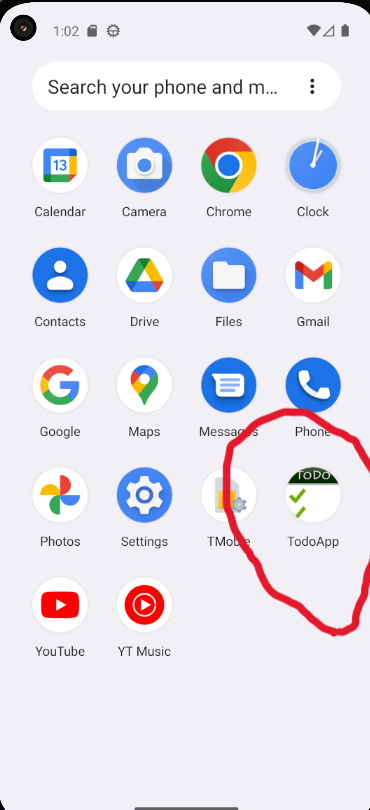 1:02
Search your phone and m...
13
Calendar Camera Chrome Clock
Contacts Drive Files Gmail
Google Maps Messages Phone
ToDO
Photos Settings TMobile TodoApp
YouTube YT Music